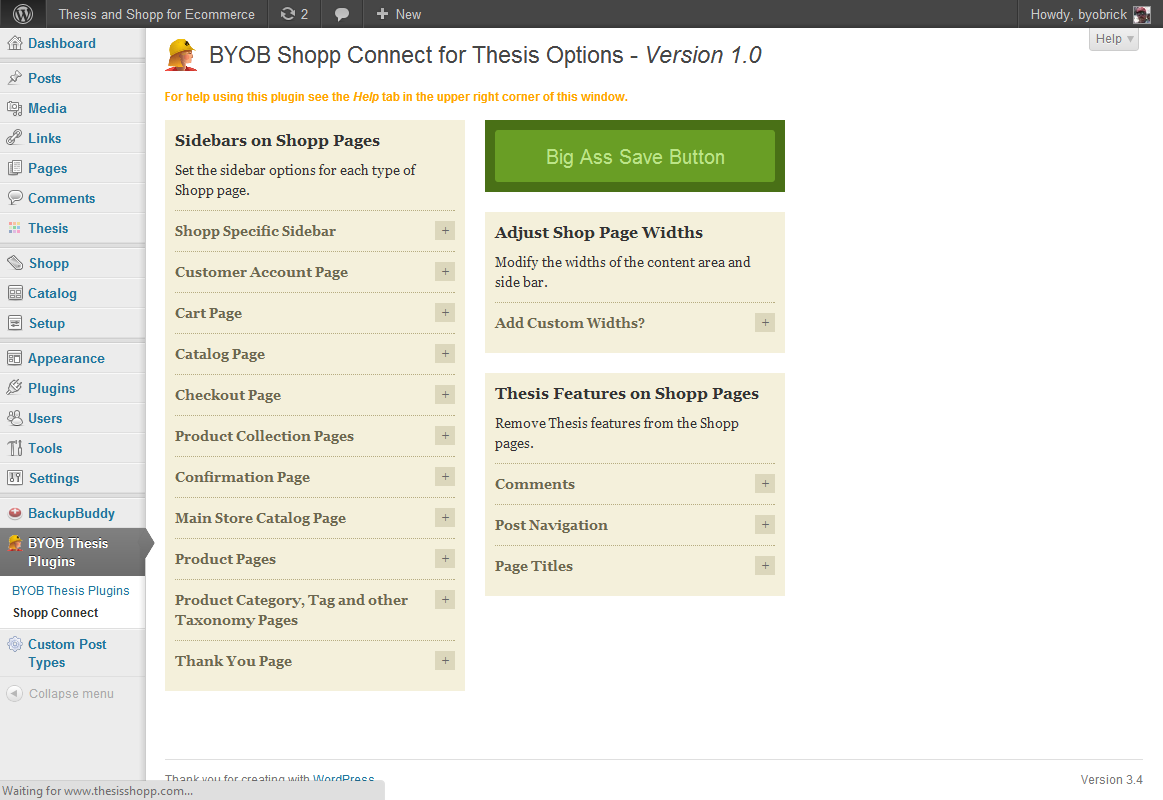 Thesis and Shopp for Ecommerce 2 + New Howdy, byobrick
Help
Dashboard
Posts
Media
Links
Pages
Comments
Thesis
Shopp
Catalog
Setup
Appearance
Plugins
Users
Tools
Settings
BackupBuddy
BYOB Thesis
Plugins
BYOB Thesis Plugins
Shopp Connect
Custom Post
Types
Collapse menu
BYOB Shopp Connect for Thesis Options - Version 1.0
For help using this plugin see the Help tab in the upper right corner of this window.
Sidebars on Shopp Pages
Set the sidebar options for each type of
Shopp page.
Shopp Specific Sidebar +
Customer Account Page +
Cart Page +
Catalog Page +
Checkout Page +
Product Collection Pages +
Confirmation Page +
Main Store Catalog Page +
Product Pages +
Product Category, Tag and other +
Taxonomy Pages
Thank You Page +
Big Ass Save Button
Adjust Shop Page Widths
Modify the widths of the content area and
side bar.
Add Custom Widths? +
Thesis Features on Shopp Pages
Remove Thesis features from the Shopp
pages.
Comments +
Post Navigation +
Page Titles +
Thank you for creating with WordPress Version 3.4
Waiting for www.thesisshopp.com...